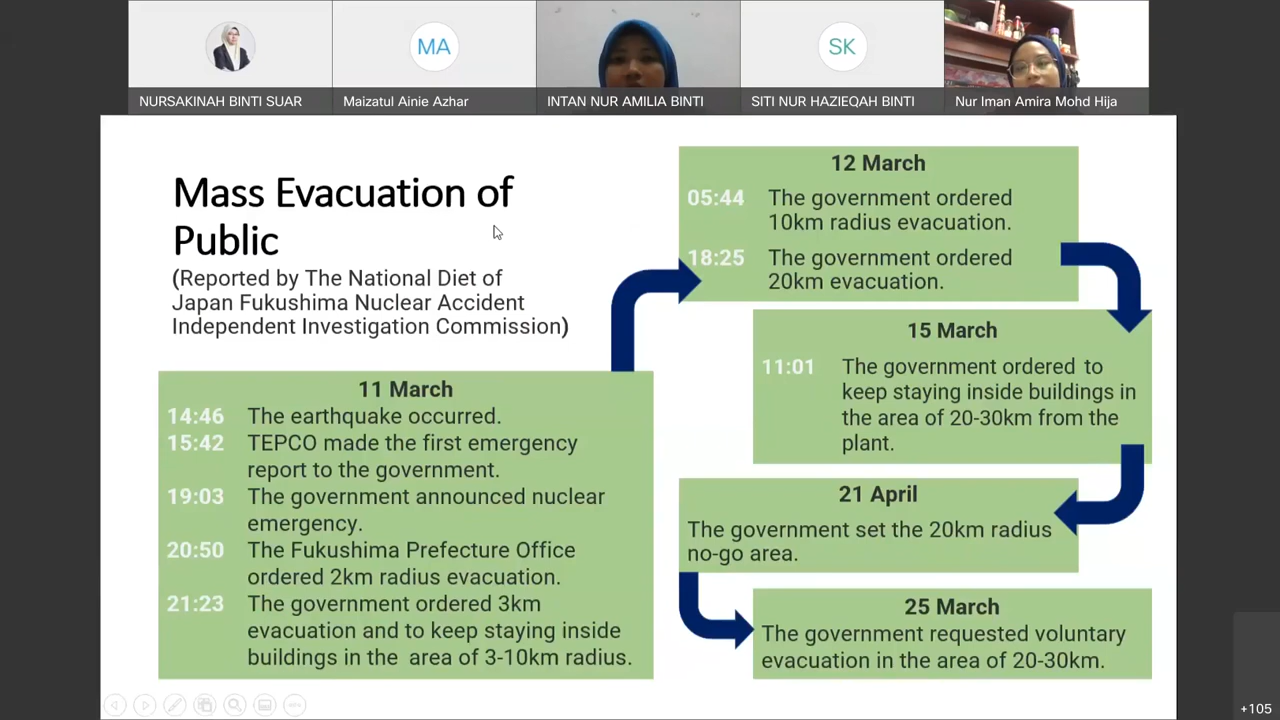 NURSAKINAH BINTI SUAR
MA
Maizatul Ainie Azhar
INTAN NUR AMILIA BINTI
SK
SITI NUR HAZIEQAH BINTI
Nur Iman Amira Mohd Hija
Mass Evacuation of
Public
(Reported by The National Diet of
Japan Fukushima Nuclear Accident
Independent Investigation Commission)
11 March
14:46 The earthquake occurred.
15:42 TEPCO made the first emergency
report to the government.
19:03 The government announced nuclear
emergency.
20:50 The Fukushima Prefecture Office
ordered 2km radius evacuation.
21:23 The government ordered 3km
evacuation and to keep staying inside
buildings in the area of 3-10km radius.
12 March
05:44 The government ordered
10km radius evacuation.
18:25 The government ordered
20km evacuation.
15 March
11:01 The government ordered to
keep staying inside buildings in
the area of 20-30km from the
plant.
21 April
The government set the 20km radius
no-go area.
25 March
The government requested voluntary
evacuation in the area of 20-30km.
+105